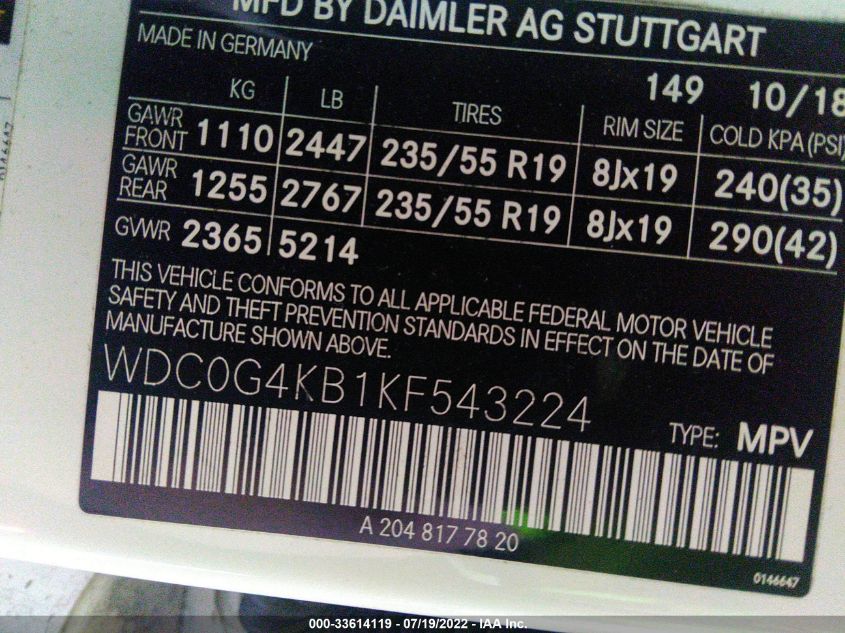 MFD BY DAIMLER AG STUTTGART
MADE IN GERMANY
149 10/18
KG LB TIRES RIM SIZE COLD KPA (PSI)
GAWR FRONT 1110 2447 235/55 R19 8Jx19 240(35)
GAWR REAR 1255 2767 235/55 R19 8Jx19 290(42)
GVWR 2365 5214
THIS VEHICLE CONFORMS TO ALL APPLICABLE FEDERAL MOTOR VEHICLE
SAFETY AND THEFT PREVENTION STANDARDS IN EFFECT ON THE DATE OF
MANUFACTURE SHOWN ABOVE.
WDC0G4KB1KF543224
TYPE: MPV
A 204 817 78 20
0146647
0146647
000-33614119 - 07/19/2022 - IAA Inc.